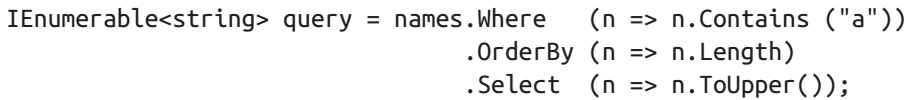 IEnumerable<string> query = names.Where   (n => n.Contains ("a"))
                                 .OrderBy (n => n.Length)
                                 .Select  (n => n.ToUpper());